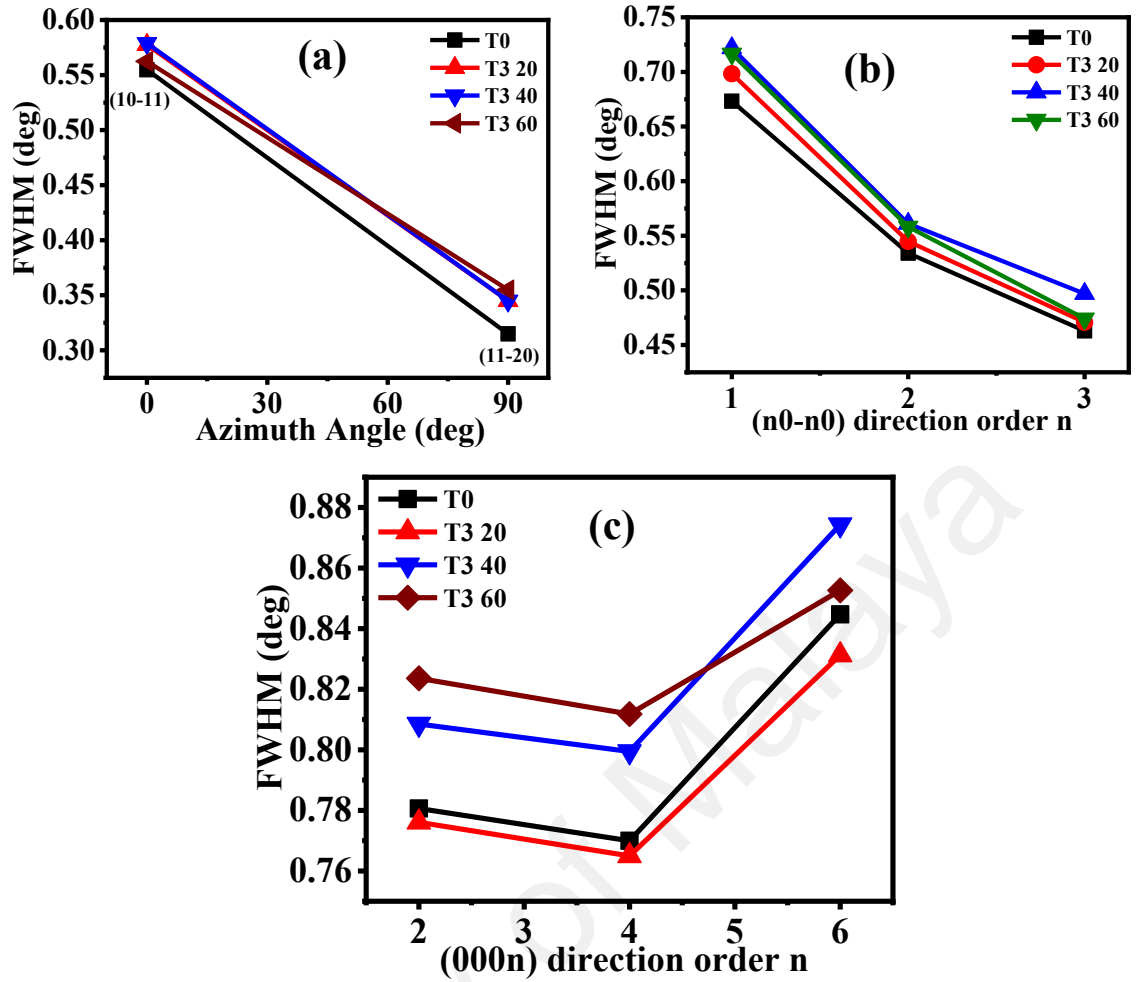 (a)
T0
T3 20
T3 40
T3 60
0.60
0.55
0.50
0.45
0.40
0.35
0.30
FWHM (deg)
(10-11)
(11-20)
0 30 60 90
Azimuth Angle (deg)
(b)
T0
T3 20
T3 40
T3 60
0.75
0.70
0.65
0.60
0.55
0.50
0.45
FWHM (deg)
1 2 3
(n0-n0) direction order n
(c)
T0
T3 20
T3 40
T3 60
0.88
0.86
0.84
0.82
0.80
0.78
0.76
FWHM (deg)
2 3 4 5 6
(000n) direction order n
of Malaya